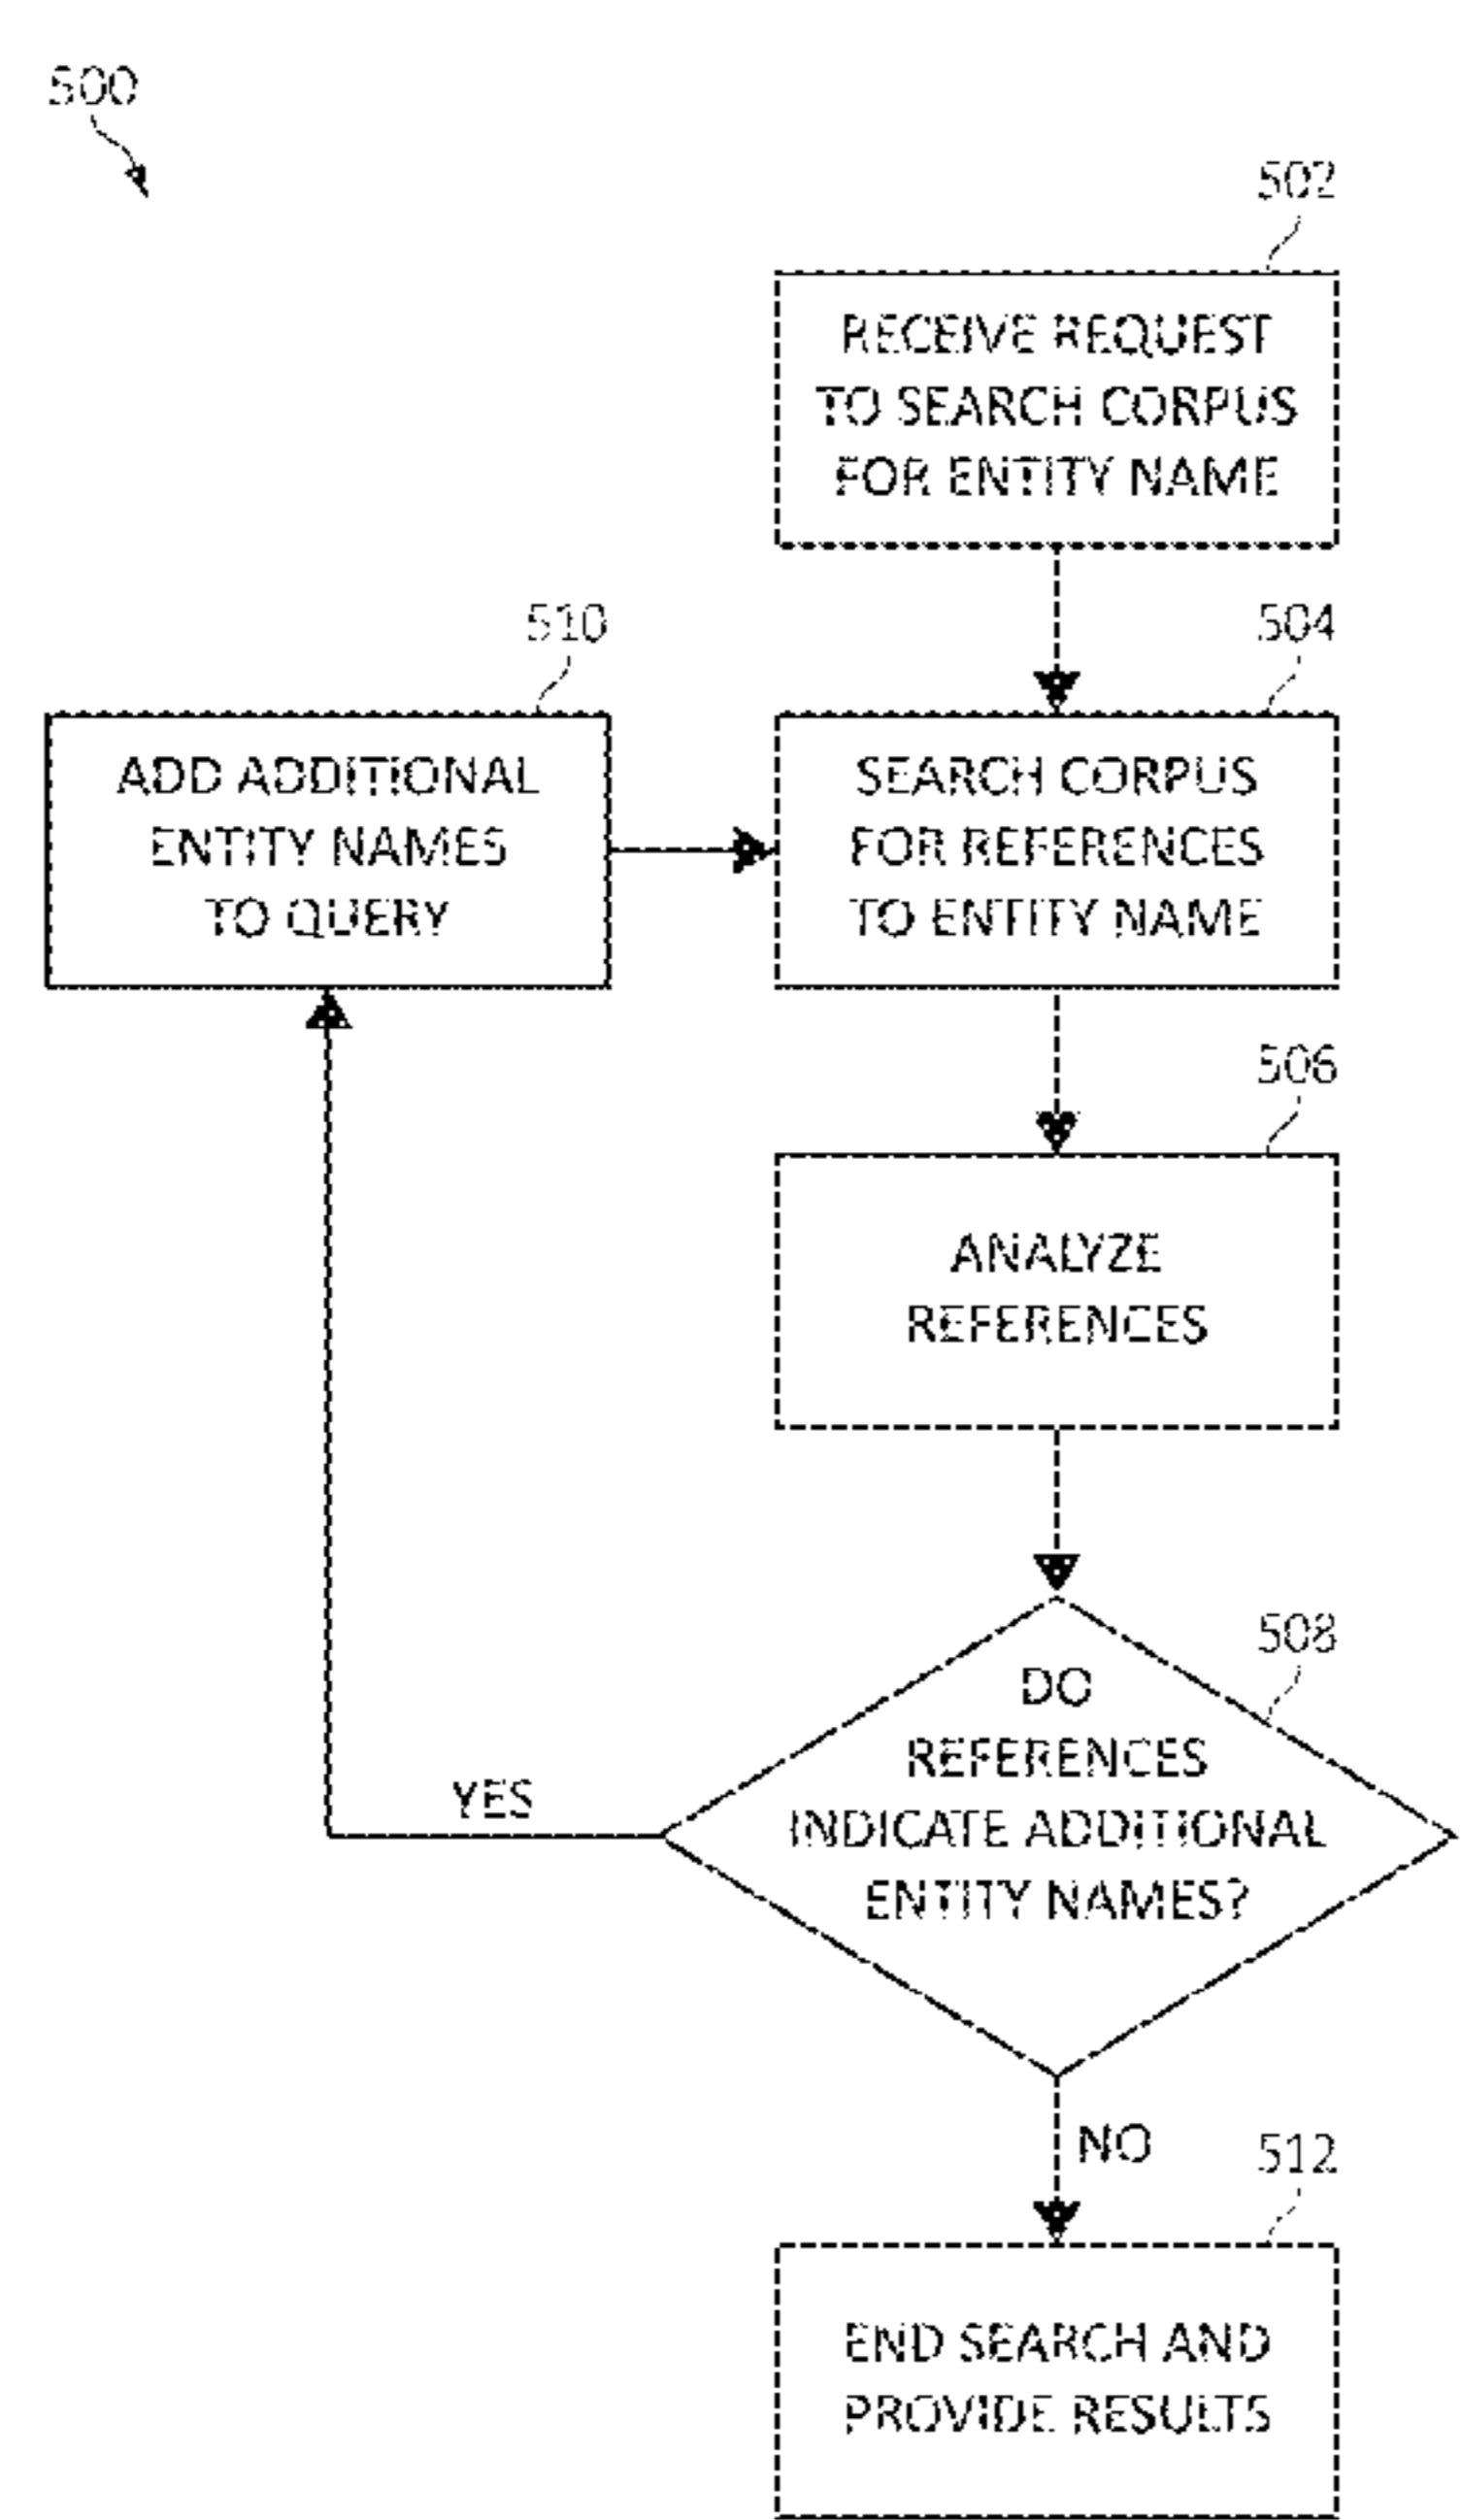 500
502
RECEIVE REQUEST
TO SEARCH CORPUS
FOR ENTITY NAME
510
504
ADD ADDITIONAL
ENTITY NAMES
TO QUERY
SEARCH CORPUS
FOR REFERENCES
TO ENTITY NAME
506
ANALYZE
REFERENCES
508
DO
REFERENCES
INDICATE ADDITIONAL
ENTITY NAMES?
YES
NO
512
END SEARCH AND
PROVIDE RESULTS